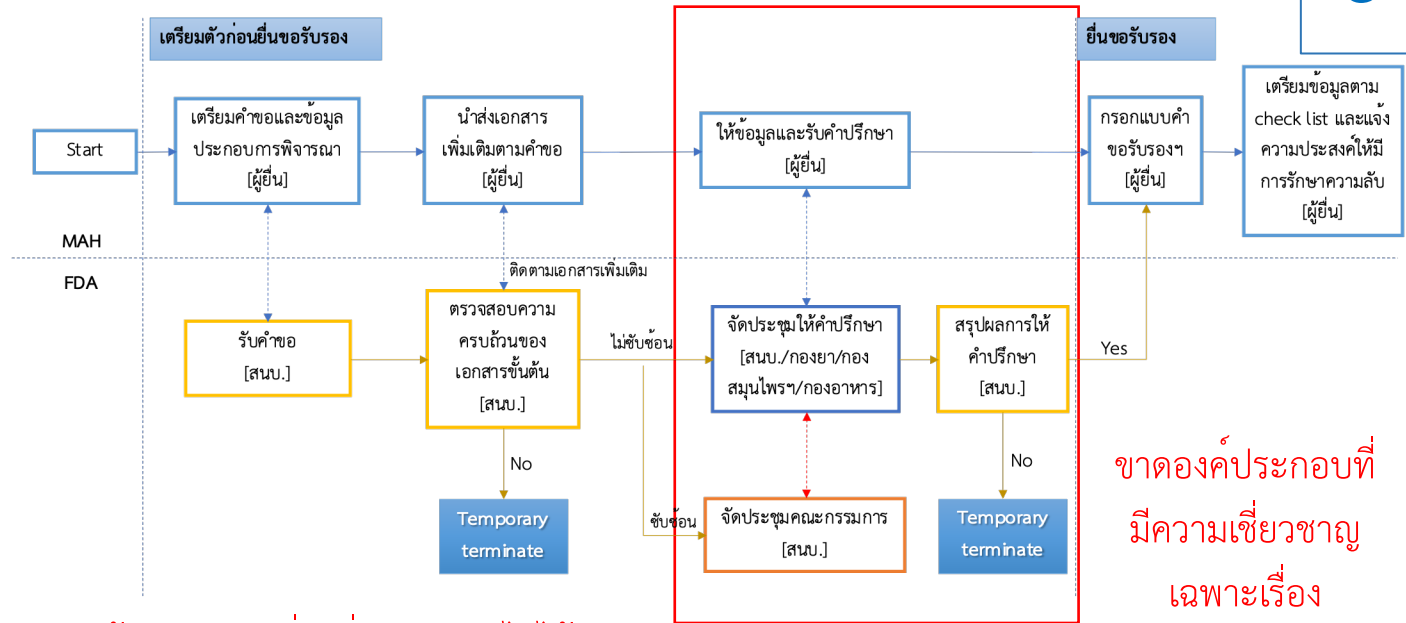 เตรียมตัวก่อนยื่นขอรับรอง
ยื่นขอรับรอง
Start
เตรียมคำขอและข้อมูล
ประกอบการพิจารณา
[ผู้ยื่น]
นำส่งเอกสาร
เพิ่มเติมตามคำขอ
[ผู้ยื่น]
ให้ข้อมูลและรับคำปรึกษา
[ผู้ยื่น]
กรอกแบบคำ
ขอรับรองฯ
[ผู้ยื่น]
เตรียมข้อมูลตาม
check list และแจ้ง
ความประสงค์ให้มี
การรักษาความลับ
[ผู้ยื่น]
MAH
FDA
ติดตามเอกสารเพิ่มเติม
รับคำขอ
[สนบ.]
ตรวจสอบความ
ครบถ้วนของ
เอกสารขั้นต้น
[สนบ.]
ไม่ซับซ้อน
จัดประชุมให้คำปรึกษา
[สนบ./กองยา/กอง
สมุนไพรฯ/กองอาหาร]
สรุปผลการให้
คำปรึกษา
[สนบ.]
Yes
No
No
Temporary
terminate
ซับซ้อน
จัดประชุมคณะกรรมการ
[สนบ.]
Temporary
terminate
ขาดองค์ประกอบที่
มีความเชี่ยวชาญ
เฉพาะเรื่อง